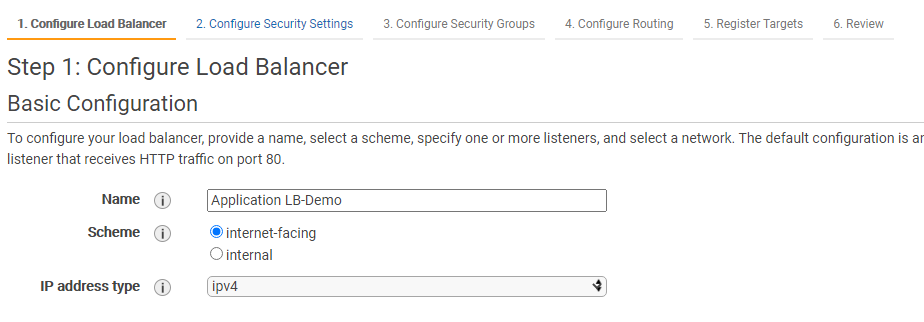 1. Configure Load Balancer 2. Configure Security Settings 3. Configure Security Groups 4. Configure Routing 5. Register Targets 6. Review
Step 1: Configure Load Balancer
Basic Configuration
To configure your load balancer, provide a name, select a scheme, specify one or more listeners, and select a network. The default configuration is
listener that receives HTTP traffic on port 80.
Name i Application LB-Demo
Scheme i internet-facing
internal
IP address type i ipv4